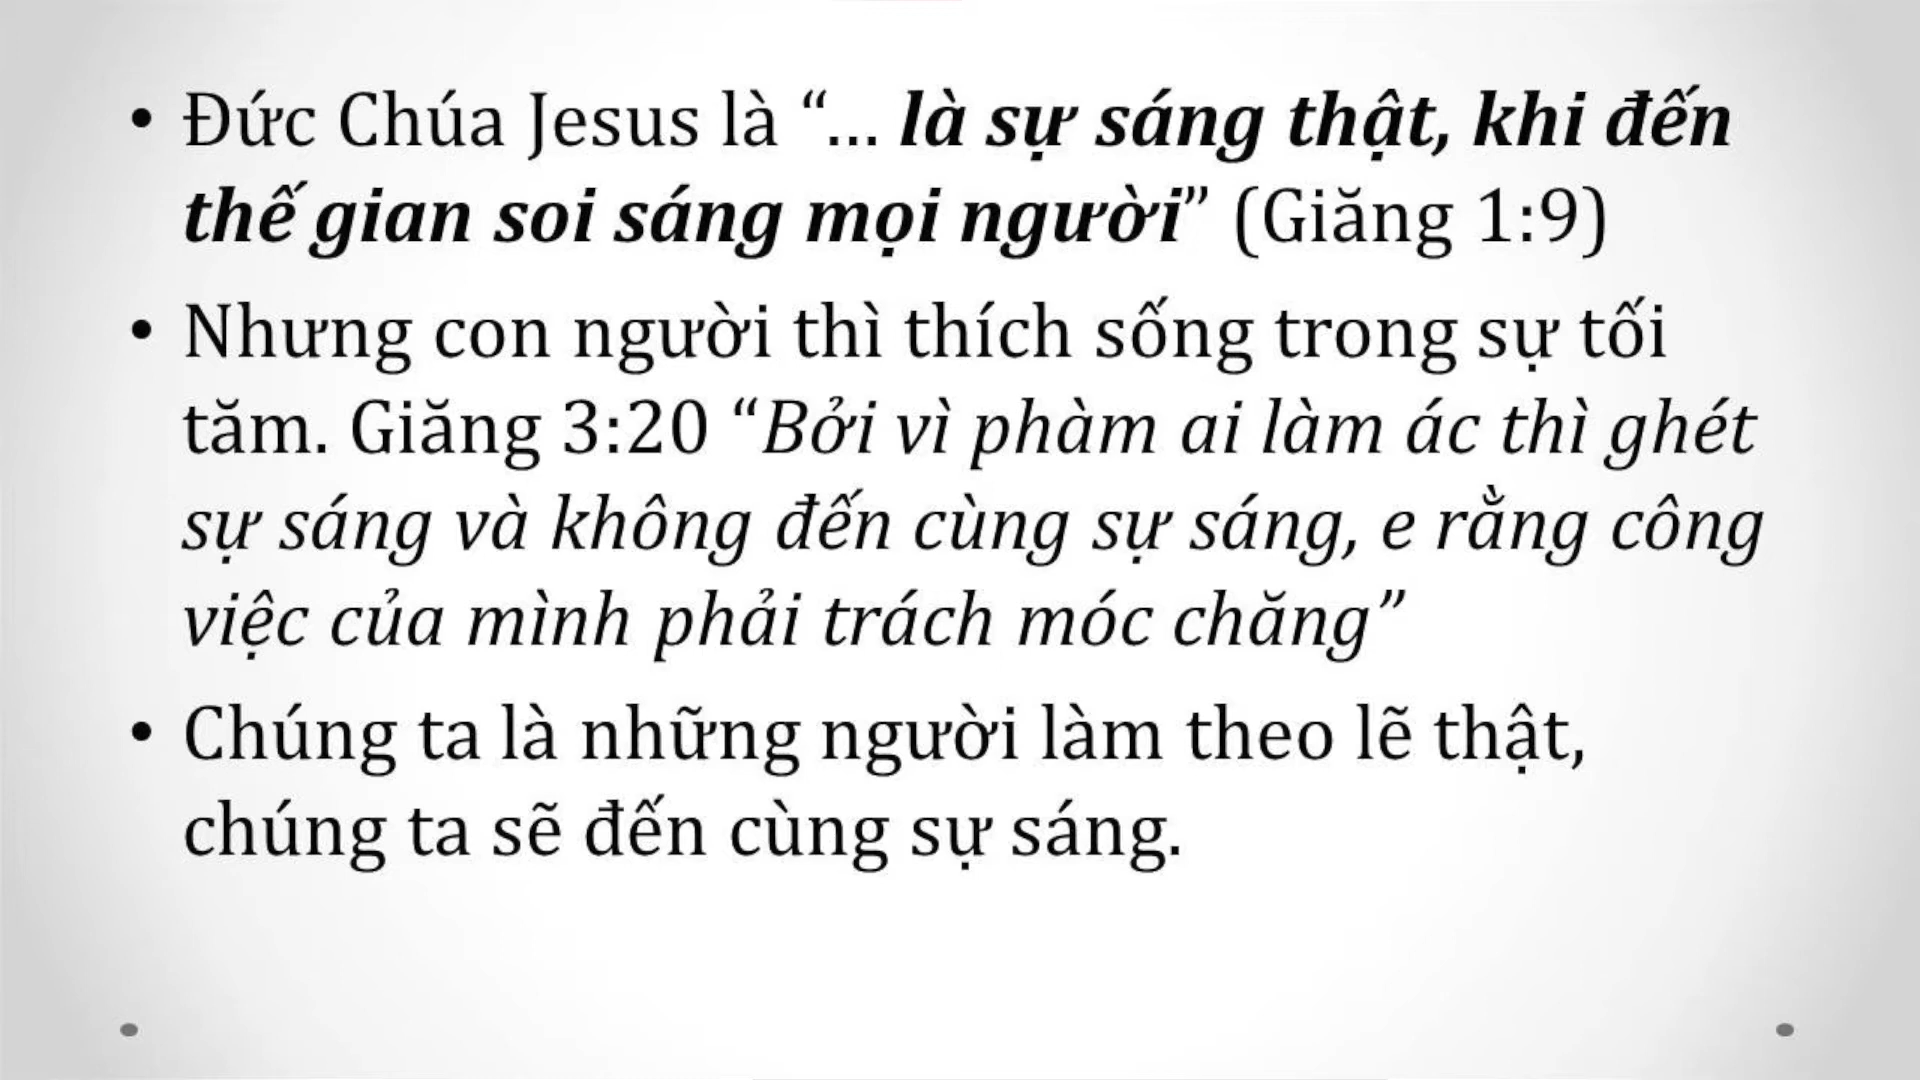 • Đức Chúa Jesus là “... là sự sáng thật, khi đến
thế gian soi sáng mọi người” (Giăng 1:9)
• Nhưng con người thì thích sống trong sự tối
tăm. Giăng 3:20 “Bởi vì phàm ai làm ác thì ghét
sự sáng và không đến cùng sự sáng, e rằng công
việc của mình phải trách móc chăng”
• Chúng ta là những người làm theo lẽ thật,
chúng ta sẽ đến cùng sự sáng.